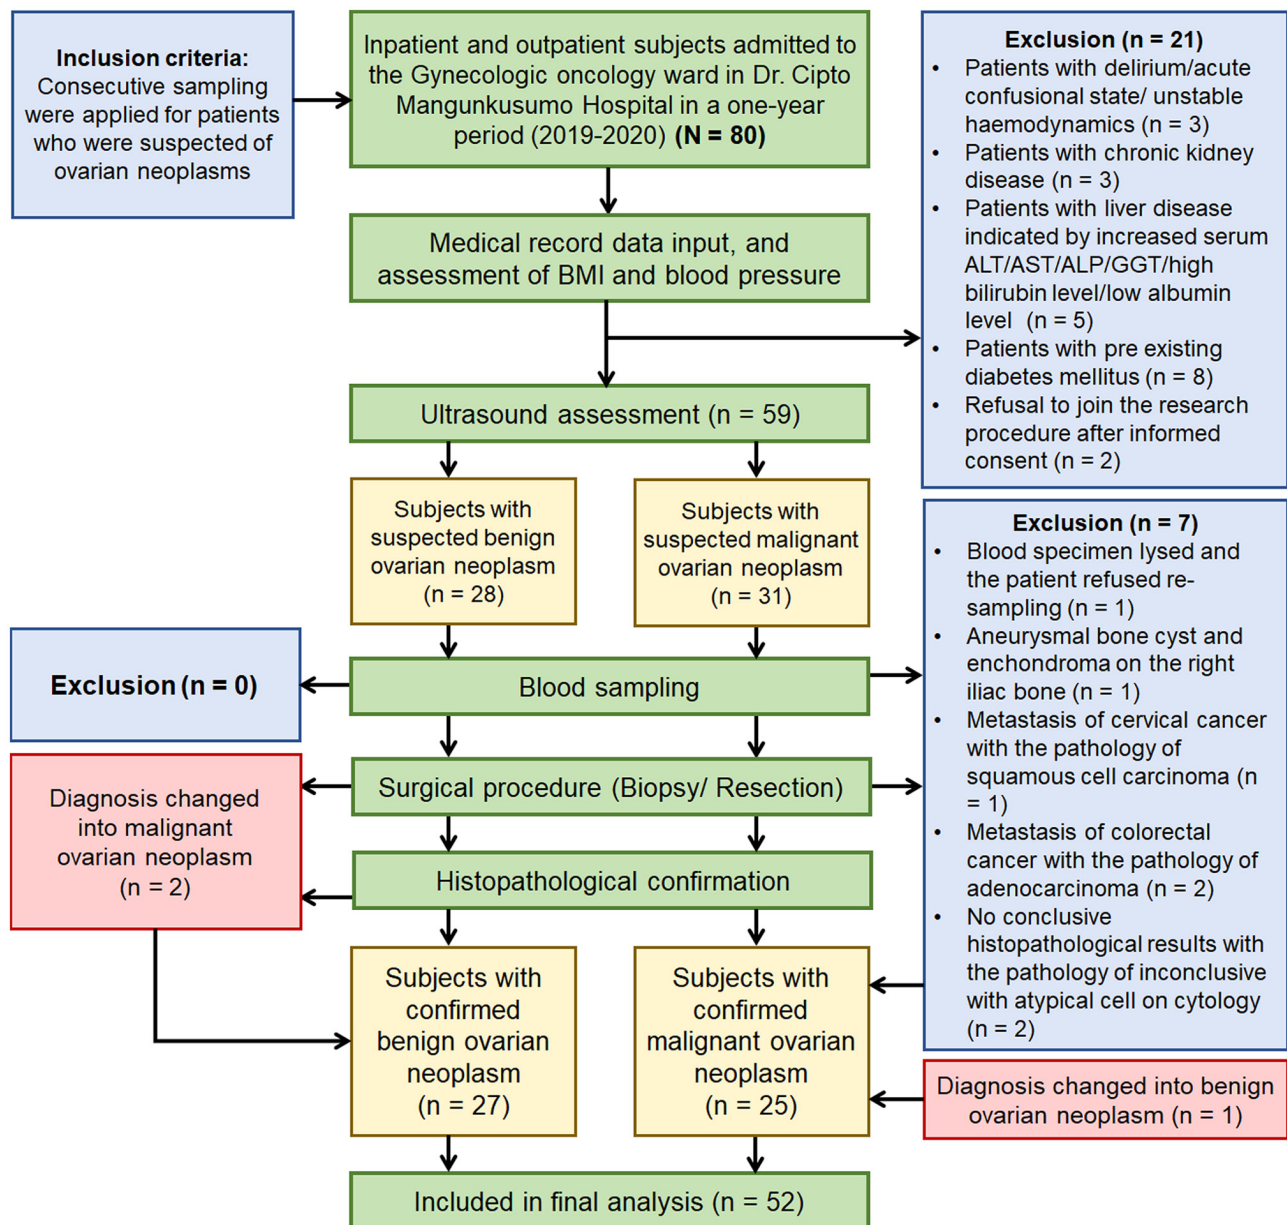 Inclusion criteria:
Consecutive sampling
were applied for patients
who were suspected of
ovarian neoplasms
Inpatient and outpatient subjects admitted to
the Gynecologic oncology ward in Dr. Cipto
Mangunkusumo Hospital in a one-year
period (2019-2020) (N = 80)
Exclusion (n = 21)
• Patients with delirium/acute
confusional state/ unstable
haemodynamics (n = 3)
• Patients with chronic kidney
disease (n = 3)
• Patients with liver disease
indicated by increased serum
ALT/AST/ALP/GGT/high
bilirubin level/low albumin
level (n = 5)
• Patients with pre existing
diabetes mellitus (n = 8)
• Refusal to join the research
procedure after informed
consent (n = 2)
Medical record data input, and
assessment of BMI and blood pressure
Ultrasound assessment (n = 59)
Subjects with
suspected benign
ovarian neoplasm
(n = 28)
Subjects with
suspected malignant
ovarian neoplasm
(n = 31)
Exclusion (n = 7)
• Blood specimen lysed and
the patient refused re-
sampling (n = 1)
• Aneurysmal bone cyst and
enchondroma on the right
iliac bone (n = 1)
• Metastasis of cervical cancer
with the pathology of
squamous cell carcinoma (n
= 1)
• Metastasis of colorectal
cancer with the pathology of
adenocarcinoma (n = 2)
• No conclusive
histopathological results with
the pathology of inconclusive
with atypical cell on cytology
(n = 2)
Exclusion (n = 0)
Blood sampling
Surgical procedure (Biopsy/ Resection)
Diagnosis changed
into malignant
ovarian neoplasm
(n = 2)
Histopathological confirmation
Subjects with
confirmed
benign ovarian
neoplasm
(n = 27)
Subjects with
confirmed
malignant ovarian
neoplasm
(n = 25)
Diagnosis changed into benign
ovarian neoplasm (n = 1)
Included in final analysis (n = 52)